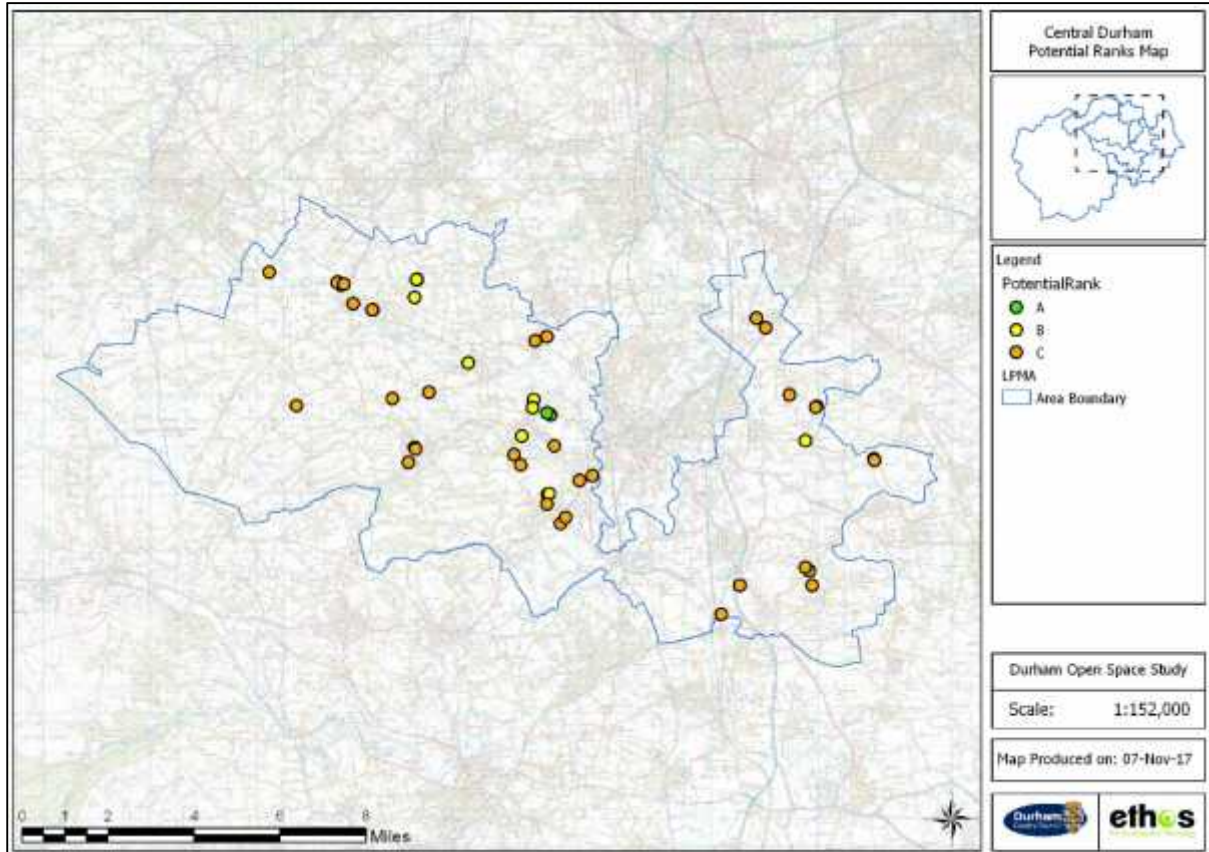 Central Durham
Potential Ranks Map
Legend
PotentialRank
A
B
C
LPMA
Area Boundary
Durham Open Space Study
Scale: 1:152,000
Map Produced on: 07-Nov-17
Durham
ethos
0 1 2 4 6 8
Miles